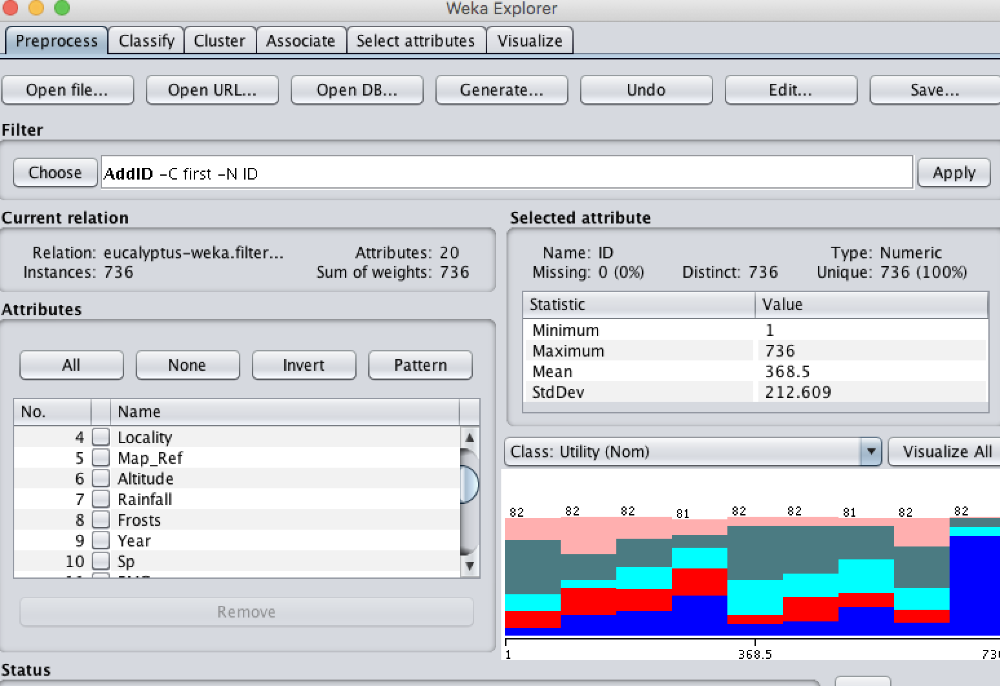 Weka Explorer
Preprocess Classify Cluster Associate Select attributes Visualize
Open file... Open URL... Open DB... Generate... Undo Edit... Save...
Filter
Choose AddID -C first -N ID Apply
Current relation
Relation: eucalyptus-weka.filter... Attributes: 20
Instances: 736 Sum of weights: 736
Selected attribute
Name: ID Type: Numeric
Missing: 0 (0%) Distinct: 736 Unique: 736 (100%)
Statistic Value
Minimum 1
Maximum 736
Mean 368.5
StdDev 212.609
Attributes
All None Invert Pattern
No. Name
4 Locality
5 Map_Ref
6 Altitude
7 Rainfall
8 Frosts
9 Year
10 Sp
Remove
Class: Utility (Nom) Visualize All
82 82 82 81 82 82 81 82 82
1 368.5
Status